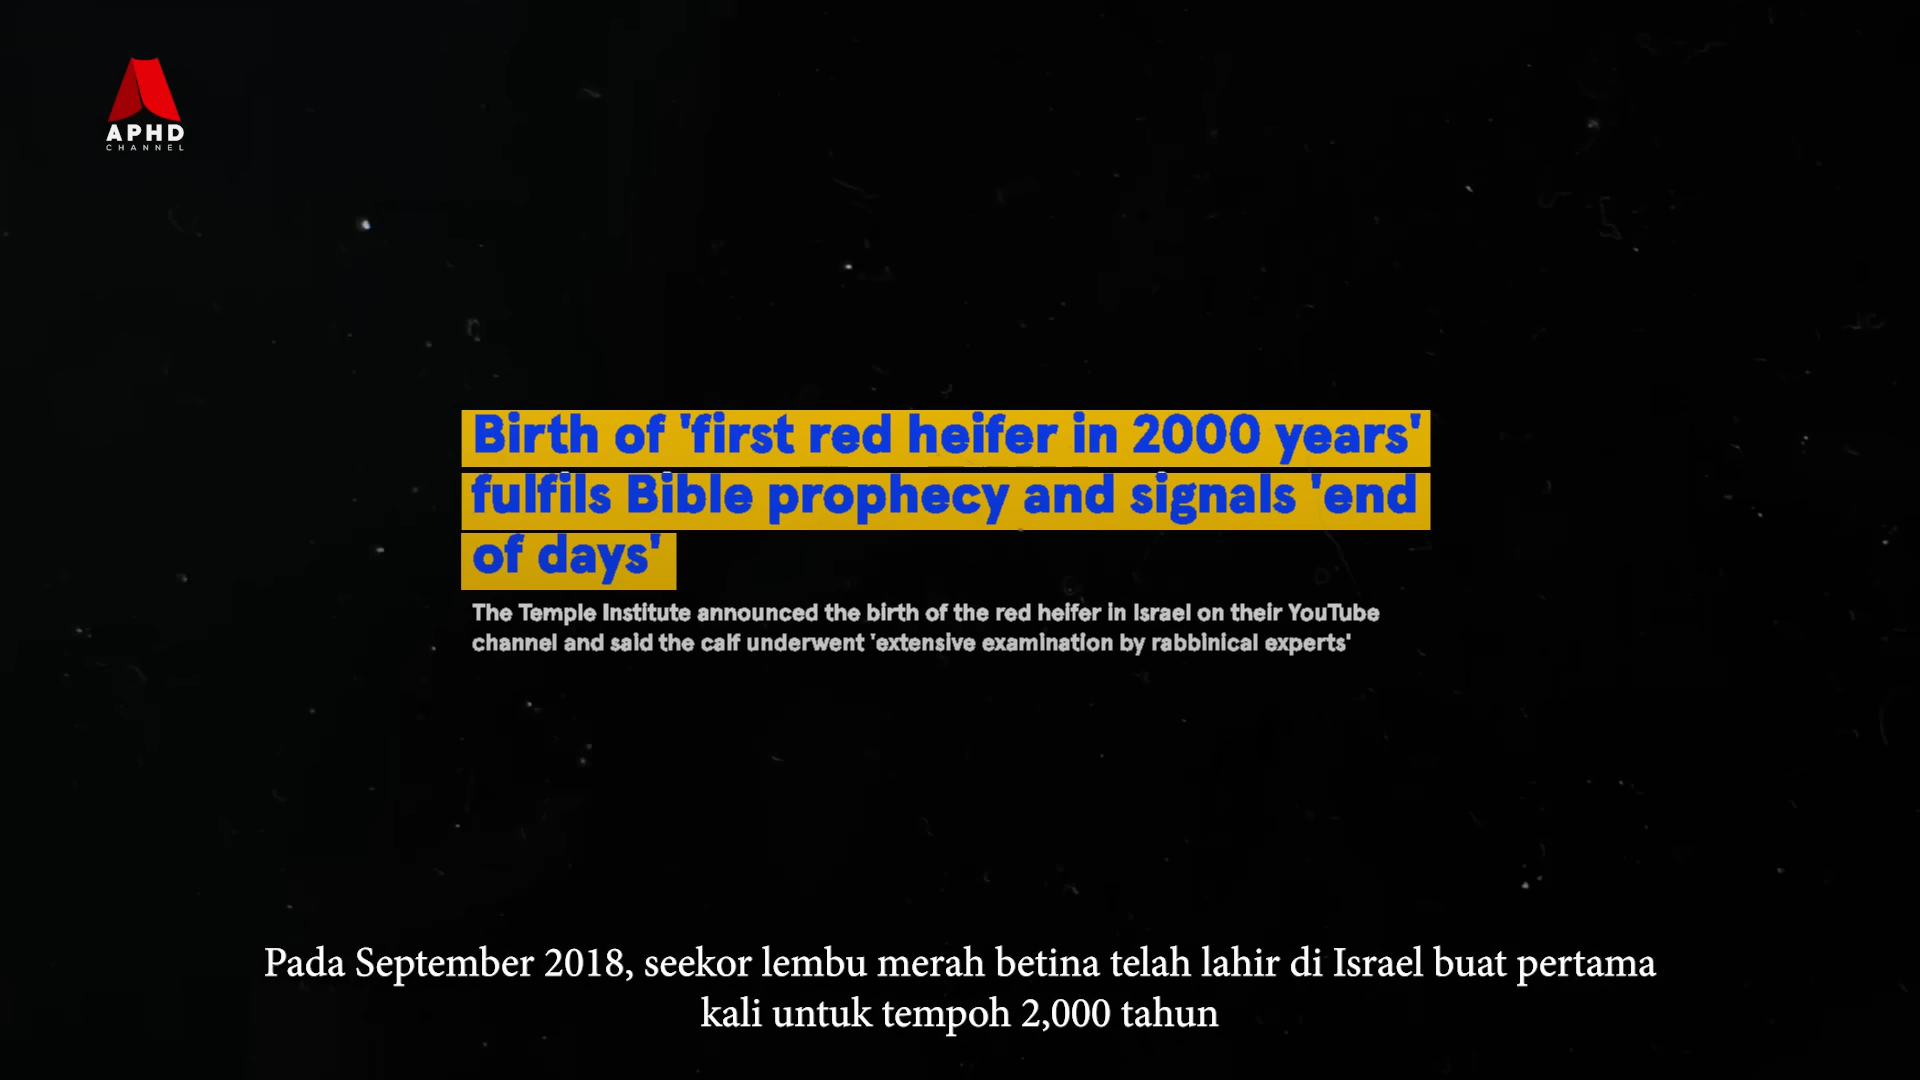 APHD
CHANNEL
Birth of 'first red heifer in 2000 years'
fulfils Bible prophecy and signals 'end
of days'
The Temple Institute announced the birth of the red heifer in Israel on their YouTube
channel and said the calf underwent 'extensive examination by rabbinical experts'
Pada September 2018, seekor lembu merah betina telah lahir di Israel buat pertama
kali untuk tempoh 2,000 tahun